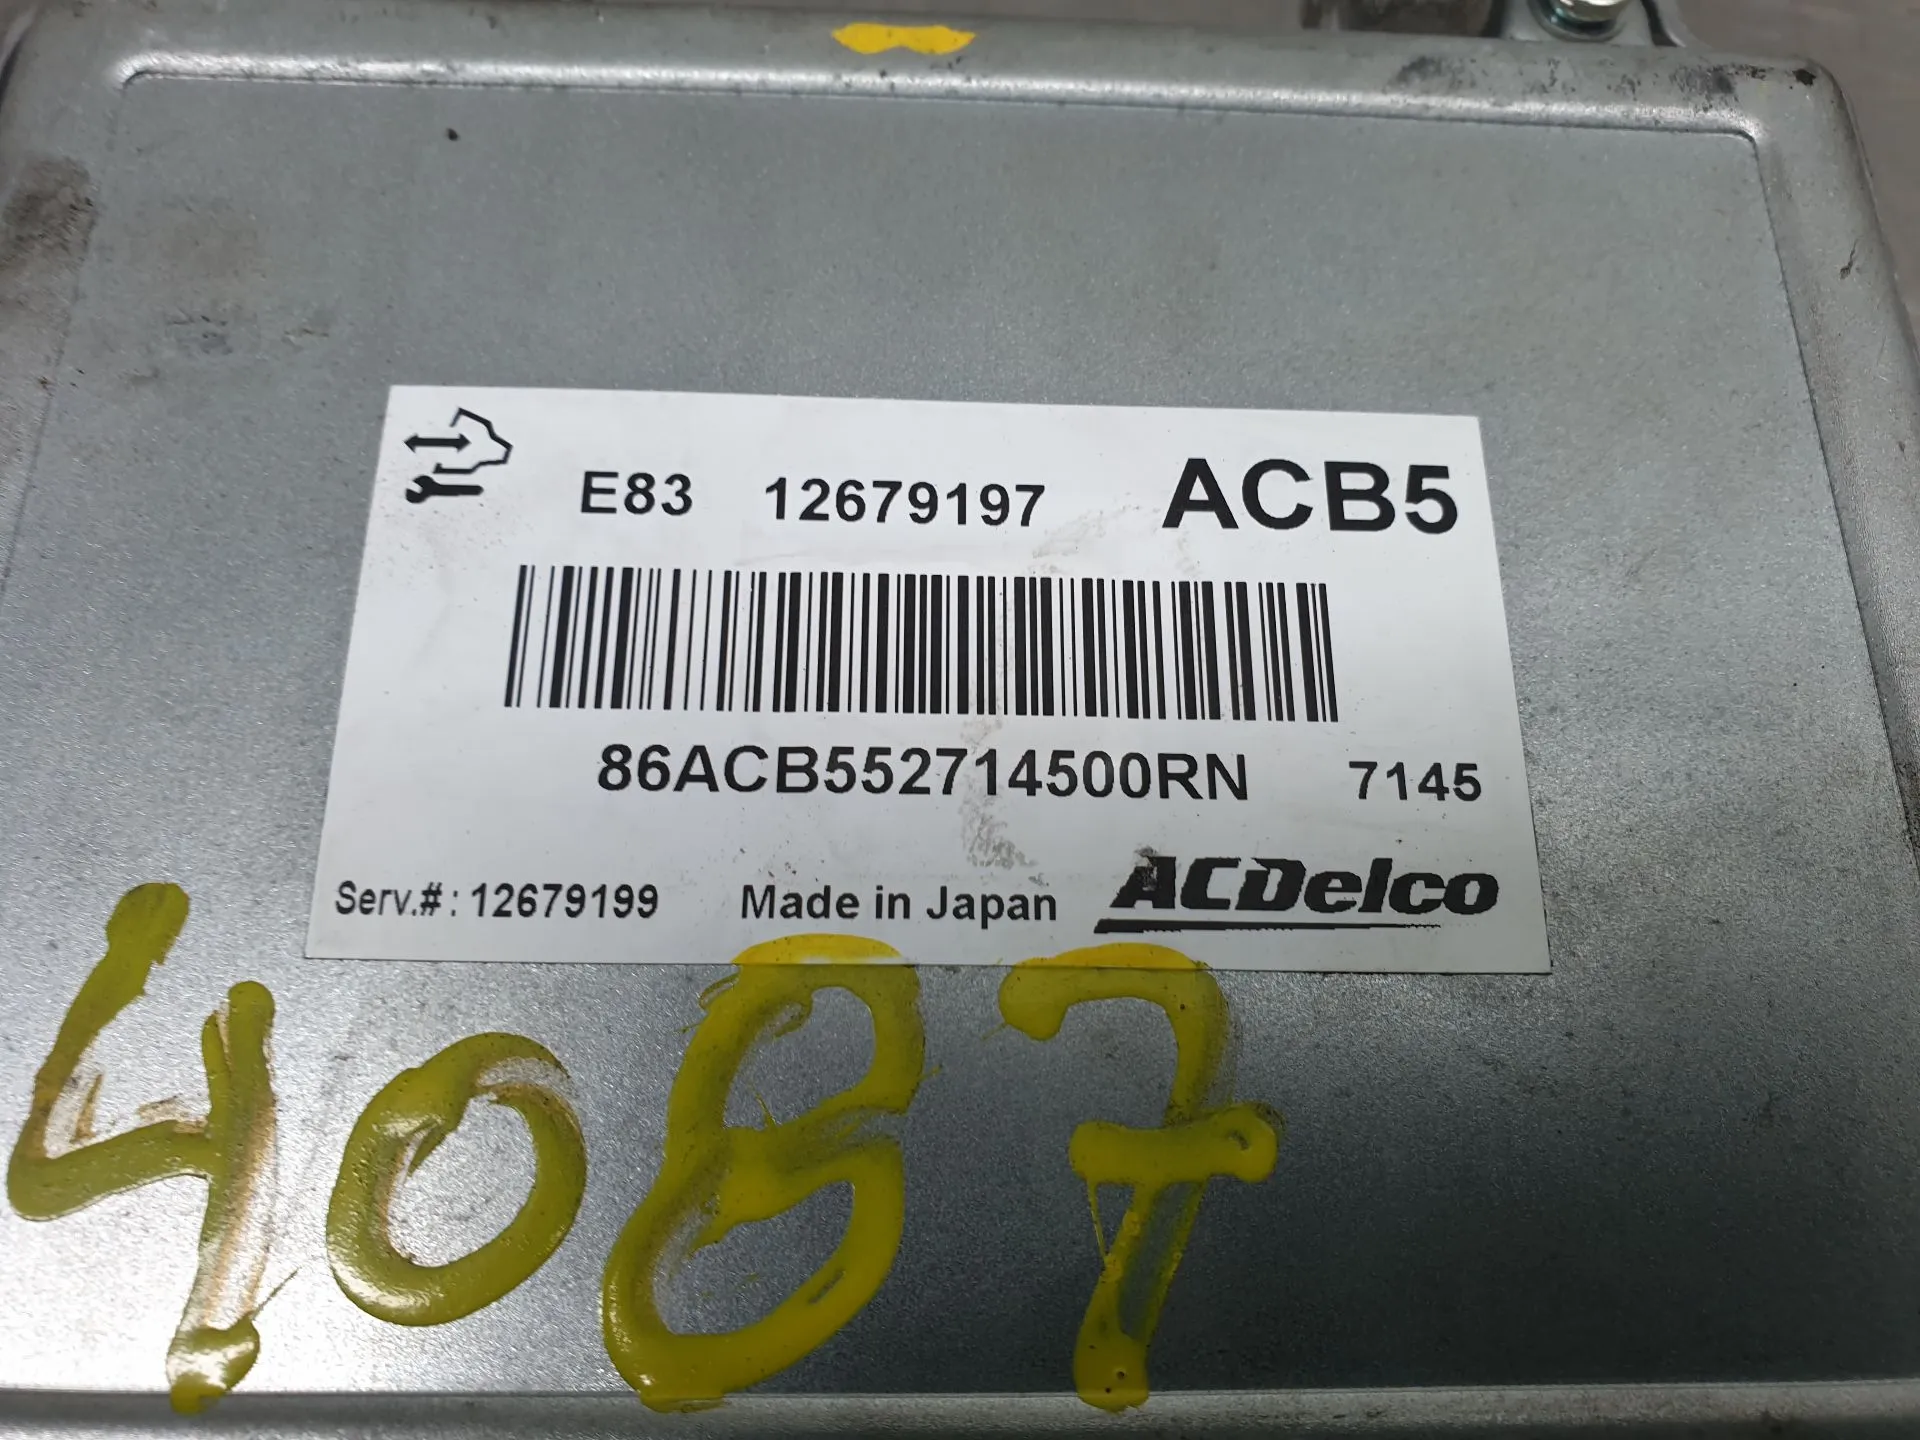 E83 12679197 ACB5
86ACB552714500RN 7145
Serv.#: 12679199 Made in Japan ACDelco
4087